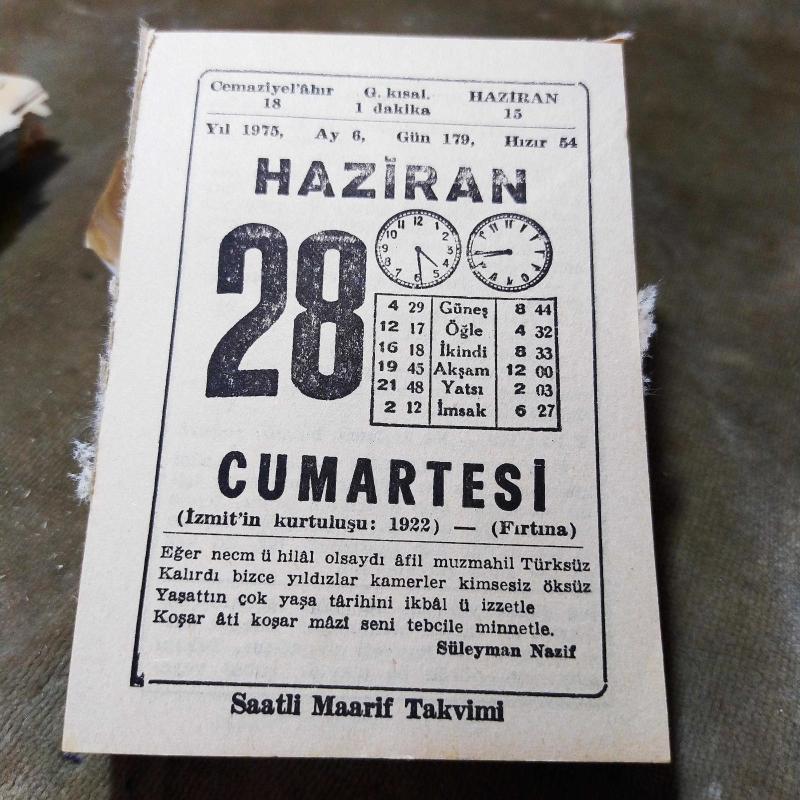 Cemaziyel'âhır G. kısal. HAZİRAN
18 1 dakika 15
Yıl 1975, Ay 6, Gün 179, Hızır 54
HAZİRAN
28
4 29 Güneş 8 44
12 17 Öğle 4 32
16 18 İkindi 8 33
19 45 Akşam 12 00
21 48 Yatsı 2 03
2 12 İmsak 6 27
CUMARTESİ
(İzmit'in kurtuluşu: 1922) — (Fırtına)
Eğer necm ü hilâl olsaydı âfil muzmahil Türksüz
Kalırdı bizce yıldızlar kamerler kimsesiz öksüz
Yaşattın çok yaşa târihini ikbâl ü izzetle
Koşar âti koşar mâzî seni tebcile minnetle.
Süleyman Nazif
Saatli Maarif Takvimi